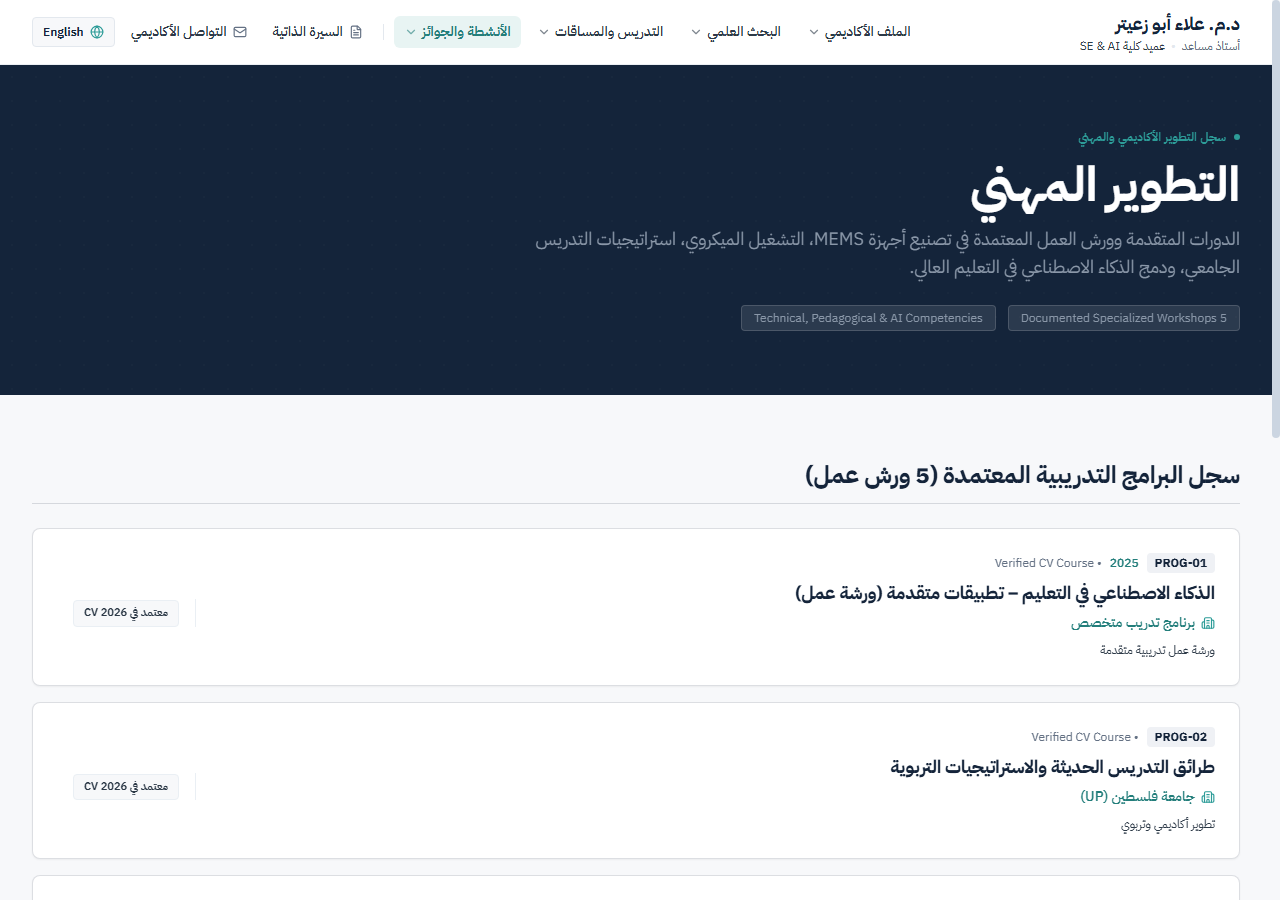 د.م. علاء أبو زعيتر
أستاذ مساعد • عميد كلية SE & AI
الملف الأكاديمي
البحث العلمي
التدريس والمساقات
الأنشطة والجوائز
السيرة الذاتية
التواصل الأكاديمي
English
سجل التطوير الأكاديمي والمهني
التطوير المهني
الدورات المتقدمة وورش العمل المعتمدة في تصنيع أجهزة MEMS، التشغيل الميكروي، استراتيجيات التدريس
الجامعي، ودمج الذكاء الاصطناعي في التعليم العالي.
Documented Specialized Workshops 5
Technical, Pedagogical & AI Competencies
سجل البرامج التدريبية المعتمدة (5 ورش عمل)
PROG-01 2025 • Verified CV Course
الذكاء الاصطناعي في التعليم – تطبيقات متقدمة (ورشة عمل)
برنامج تدريب متخصص
ورشة عمل تدريبية متقدمة
معتمد في CV 2026
PROG-02 • Verified CV Course
طرائق التدريس الحديثة والاستراتيجيات التربوية
جامعة فلسطين (UP)
تطوير أكاديمي وتربوي
معتمد في CV 2026